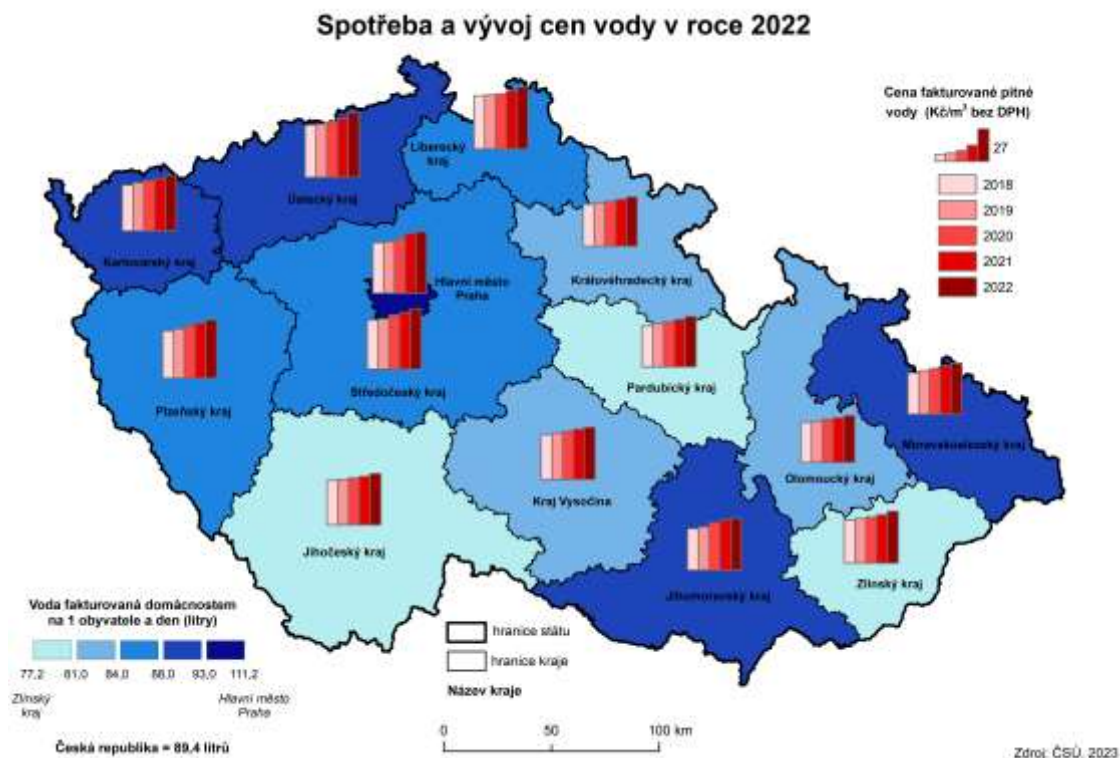 Spotřeba a vývoj cen vody v roce 2022
Cena fakturované pitné
vody (Kč/m³ bez DPH)
27
2018
2019
2020
2021
2022
Liberecký
kraj
Ústecký kraj
Karlovarský kraj
Královéhradecký kraj
Hlavní město
Praha
Středočeský kraj
Pardubický kraj
Plzeňský kraj
Moravskoslezský kraj
Olomoucký kraj
Kraj Vysočina
Jihočeský kraj
Zlínský kraj
Jihomoravský kraj
Voda fakturovaná domácnostem
na 1 obyvatele a den (litry)
77,2 81,0 84,0 88,0 93,0 111,2
Zlínský
kraj
Hlavní město
Praha
Česká republika = 89,4 litrů
hranice státu
hranice kraje
Název kraje
0 50 100 km
Zdroj: ČSÚ, 2023